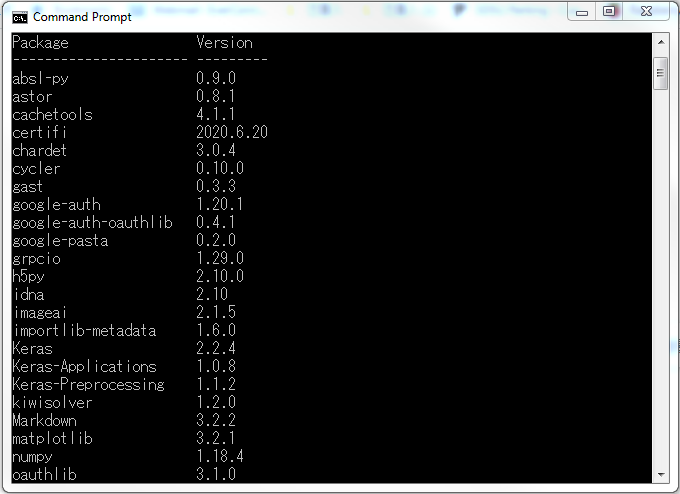 Command Prompt
Package Version
---------------------- ---------
absl-py 0.9.0
astor 0.8.1
cachetools 4.1.1
certifi 2020.6.20
chardet 3.0.4
cycler 0.10.0
gast 0.3.3
google-auth 1.20.1
google-auth-oauthlib 0.4.1
google-pasta 0.2.0
grpcio 1.29.0
h5py 2.10.0
idna 2.10
imageai 2.1.5
importlib-metadata 1.6.0
Keras 2.2.4
Keras-Applications 1.0.8
Keras-Preprocessing 1.1.2
kiwisolver 1.2.0
Markdown 3.2.2
matplotlib 3.2.1
numpy 1.18.4
oauthlib 3.1.0